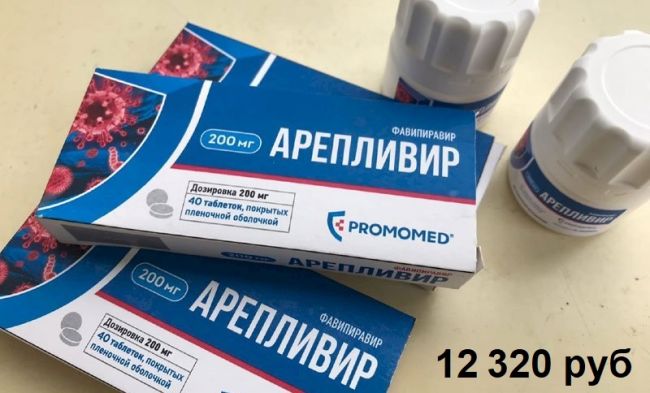 200 мг
ФАВИПИРАВИР
АРЕПЛИВИР
Дозировка 200 мг
40 таблеток, покрытых
пленочной оболочкой
PROMOMED®
ФАВИПИРАВИР
АРЕПЛИВИР
200 мг
ФАВИПИРАВИР
АРЕПЛИВИР
Дозировка 200 мг
40 таблеток, покрытых
пленочной оболочкой
АРЕПЛИВИР
12 320 руб